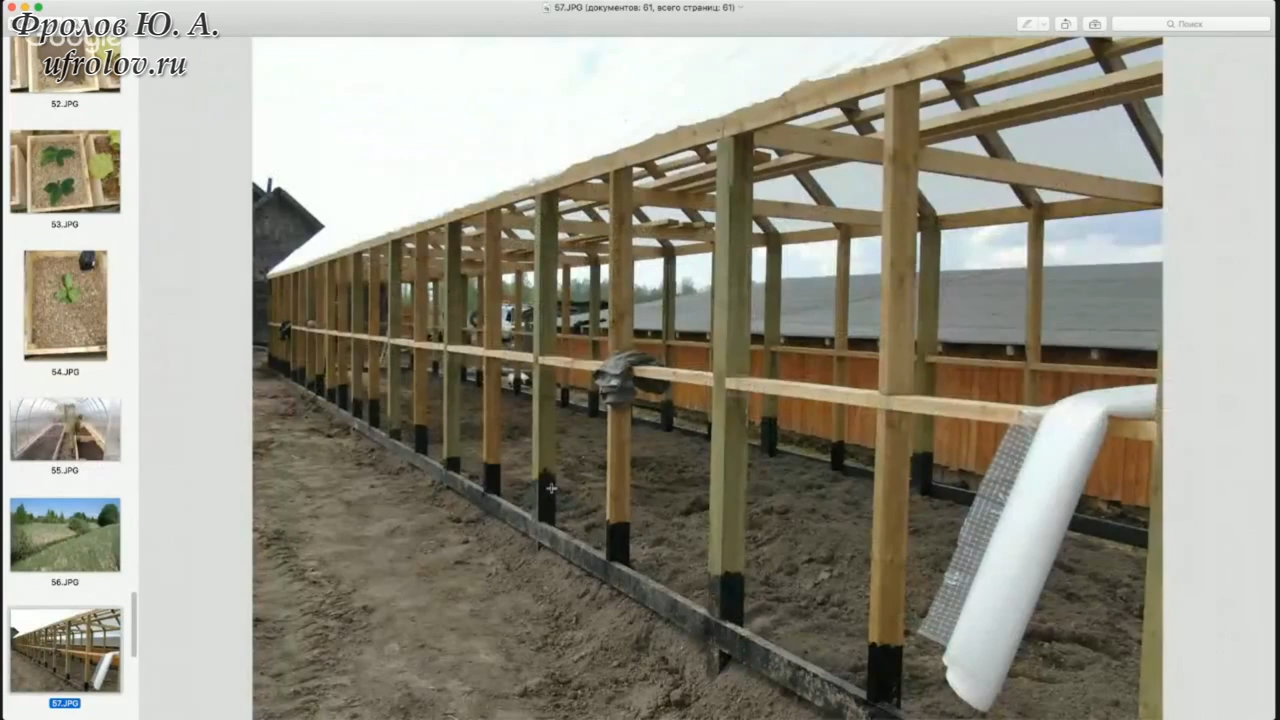 57.JPG (документов: 61, всего страниц: 61)
Поиск
Фролов Ю. А.
Google
ufrolov.ru
52.JPG
53.JPG
54.JPG
55.JPG
56.JPG
57.JPG